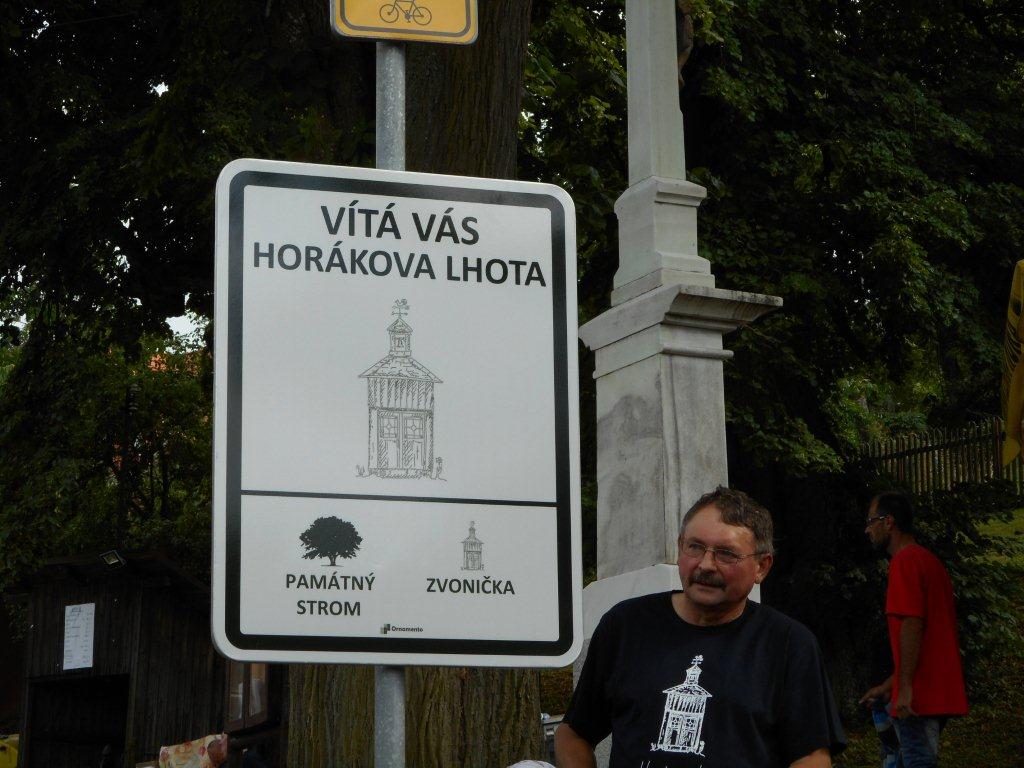 VÍTÁ VÁS
HORÁKOVA LHOTA
PAMÁTNÝ
STROM
ZVONIČKA
Ornamento